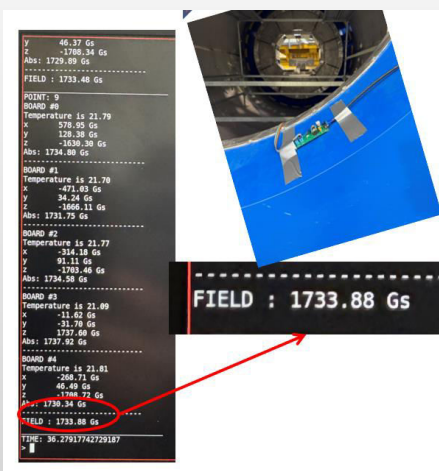 y 46.37 Gs
z -1708.34 Gs
Abs: 1729.89 Gs
-----------------------
FIELD : 1733.48 Gs
POINT: 9
BOARD #0
Temperature is 21.79
x 578.95 Gs
y 128.38 Gs
z -1630.30 Gs
Abs: 1734.80 Gs
-----------------------
BOARD #1
Temperature is 21.70
x -471.03 Gs
y 34.24 Gs
z -1666.11 Gs
Abs: 1731.75 Gs
-----------------------
BOARD #2
Temperature is 21.77
x -314.18 Gs
y 91.11 Gs
z -1703.46 Gs
Abs: 1734.58 Gs
-----------------------
BOARD #3
Temperature is 21.09
x -11.62 Gs
y -31.70 Gs
z 1737.60 Gs
Abs: 1737.92 Gs
-----------------------
BOARD #4
Temperature is 21.81
x -268.71 Gs
y 46.49 Gs
z -1708.72 Gs
Abs: 1730.34 Gs
-----------------------
FIELD : 1733.88 Gs
TIME: 36.27917742729187
>
-----------------------
FIELD : 1733.88 Gs